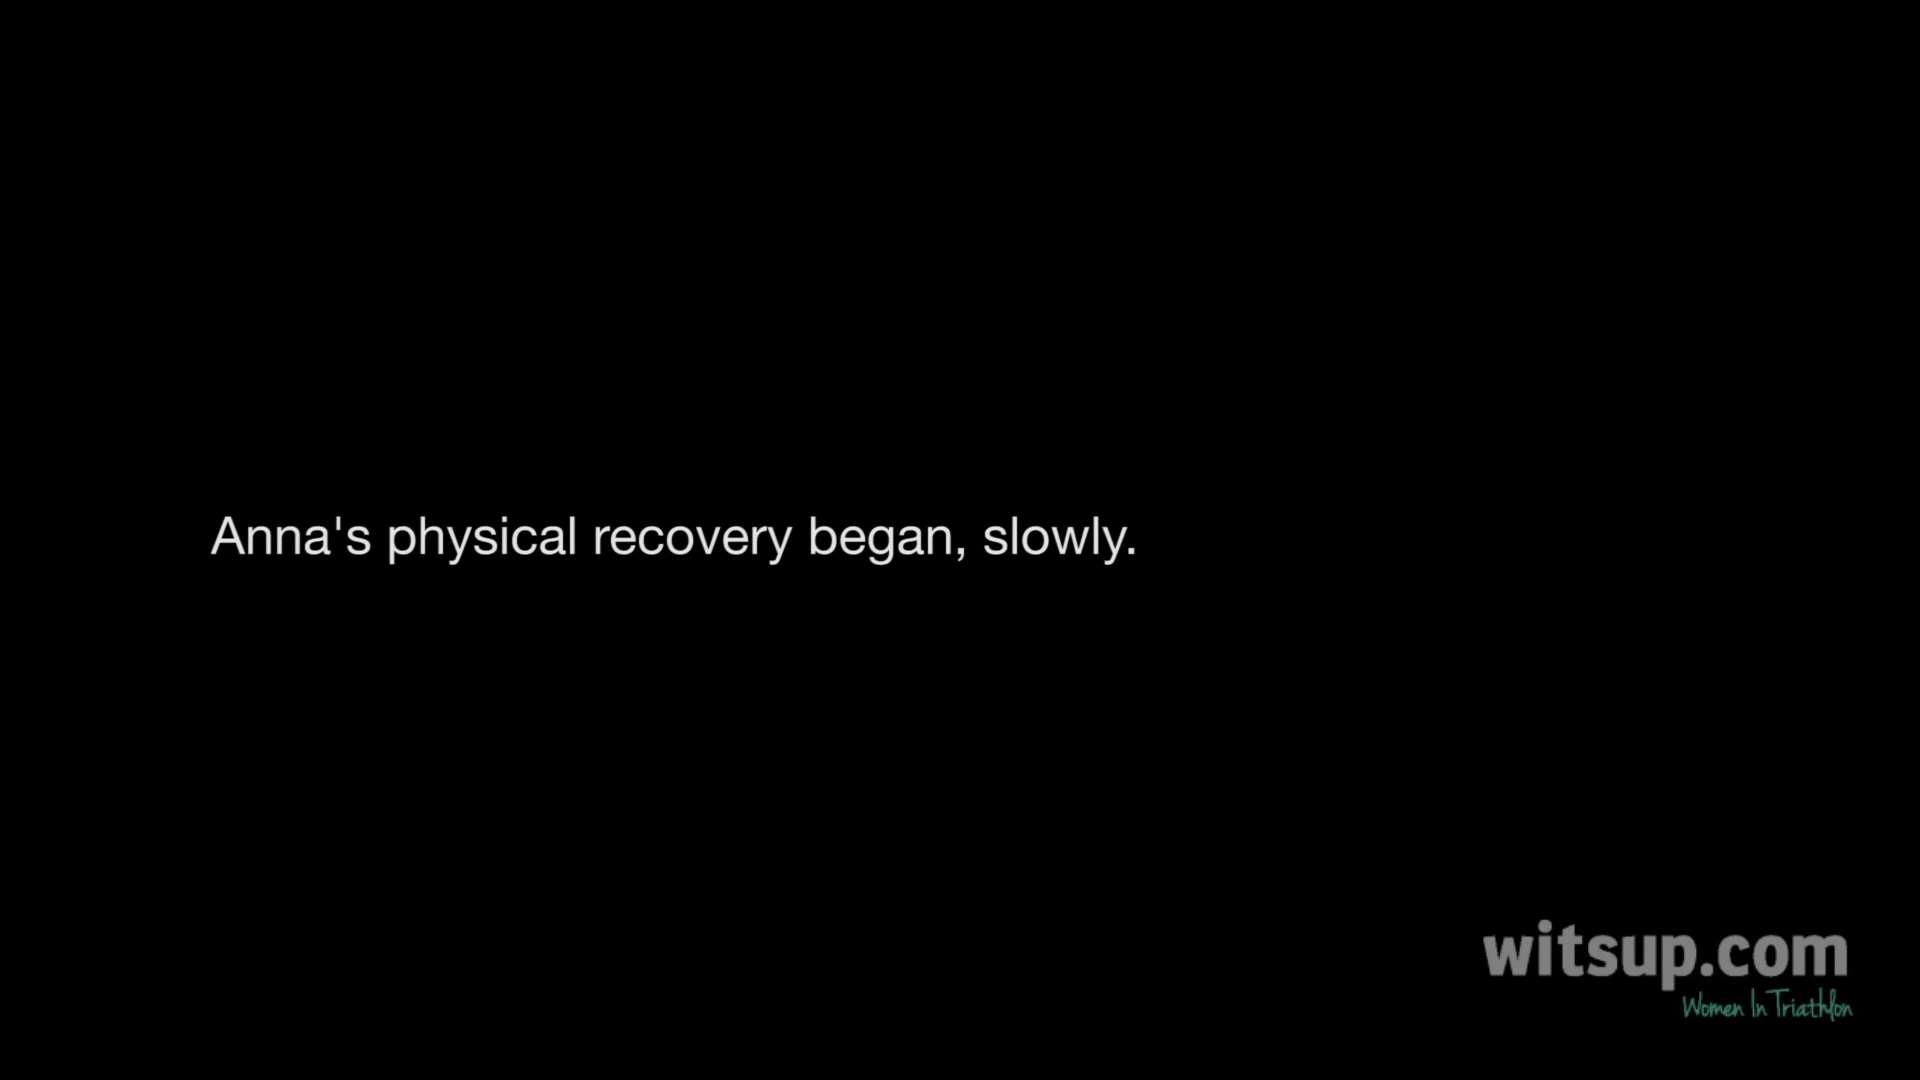 Anna's physical recovery began, slowly.
witsup.com
Women In Triathlon